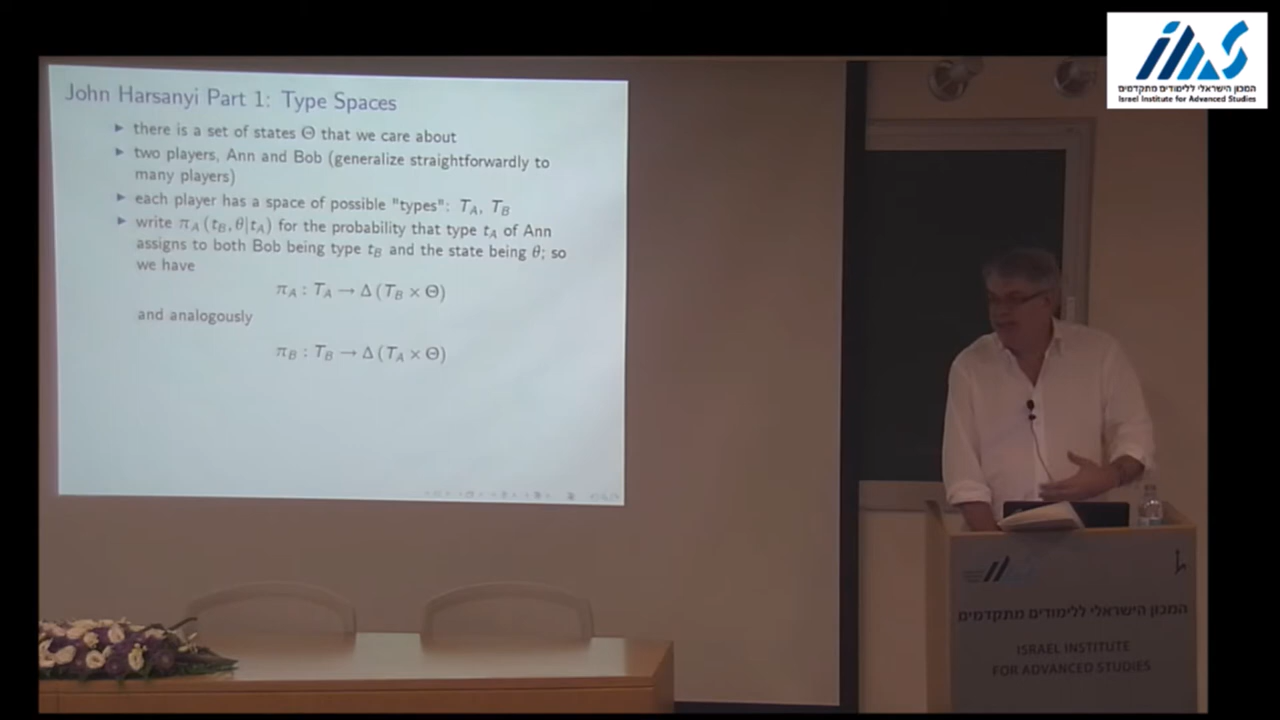 המכון הישראלי ללימודים מתקדמים
Israel Institute for Advanced Studies
John Harsanyi Part 1: Type Spaces
▶ there is a set of states Θ that we care about
▶ two players, Ann and Bob (generalize straightforwardly to
many players)
▶ each player has a space of possible "types": T_A, T_B
▶ write π_A (t_B, θ|t_A) for the probability that type t_A of Ann
assigns to both Bob being type t_B and the state being θ; so
we have
π_A : T_A → Δ (T_B × Θ)
and analogously
π_B : T_B → Δ (T_A × Θ)
המכון הישראלי ללימודים מתקדמים
ISRAEL INSTITUTE
FOR ADVANCED STUDIES